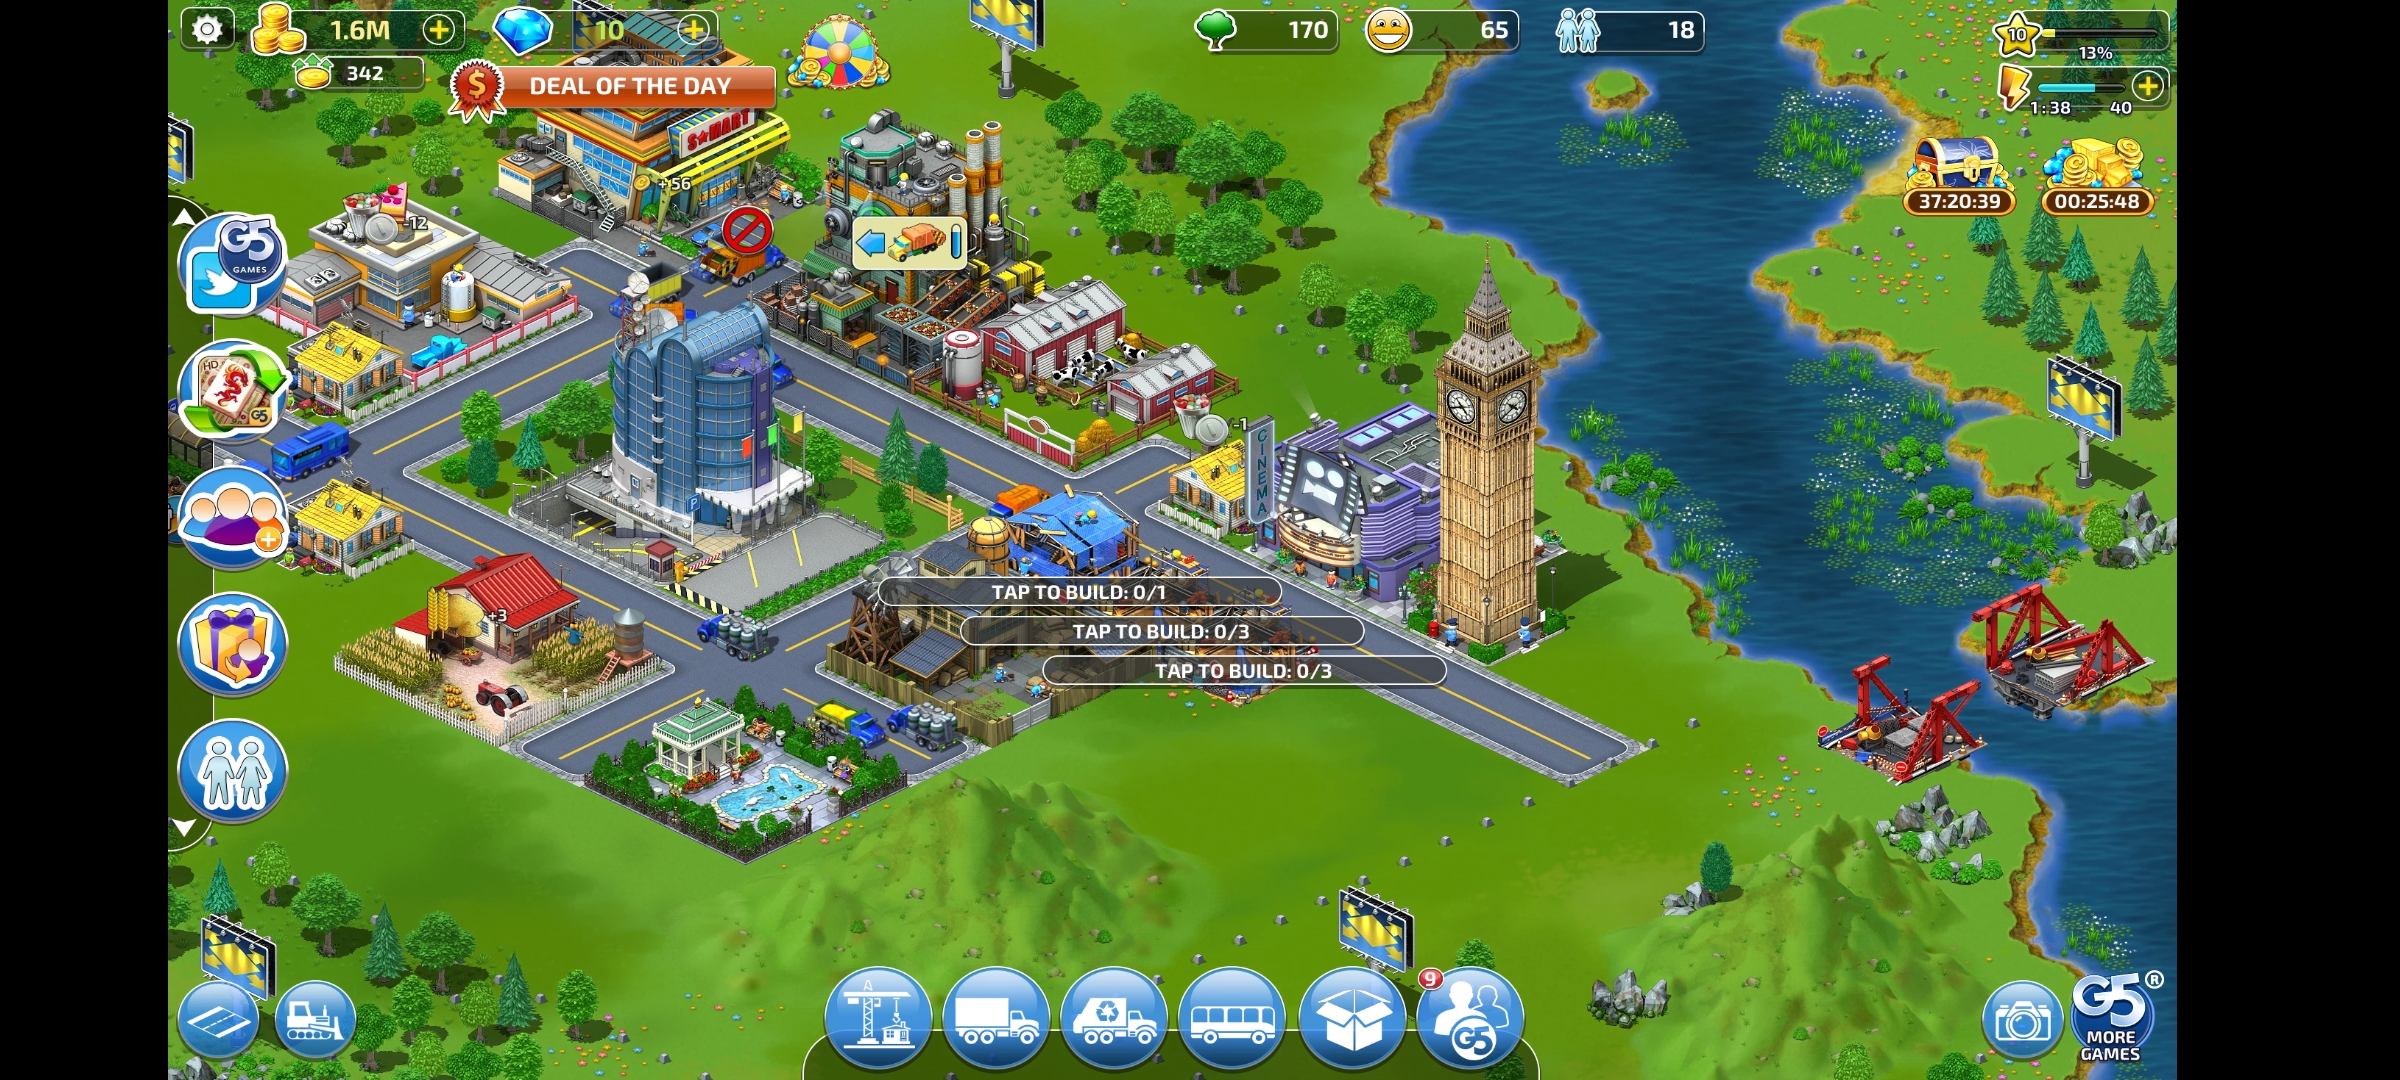 1.6M
10
170
65
18
10
13%
342
DEAL OF THE DAY
1:38
40
S★MART
+56
37:20:39
00:25:48
-12
G5
GAMES
HD
G5
-1
CINEMA
P
+3
TAP TO BUILD: 0/1
TAP TO BUILD: 0/3
TAP TO BUILD: 0/3
9
A
G5
G5®
MORE
GAMES